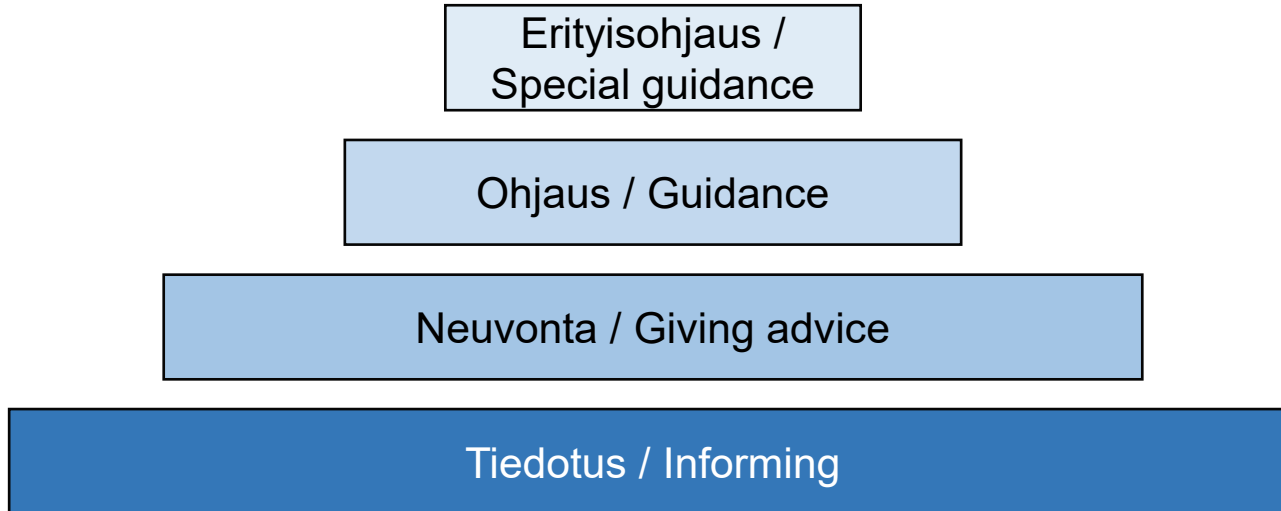 Erityisohjaus /
Special guidance
Ohjaus / Guidance
Neuvonta / Giving advice
Tiedotus / Informing